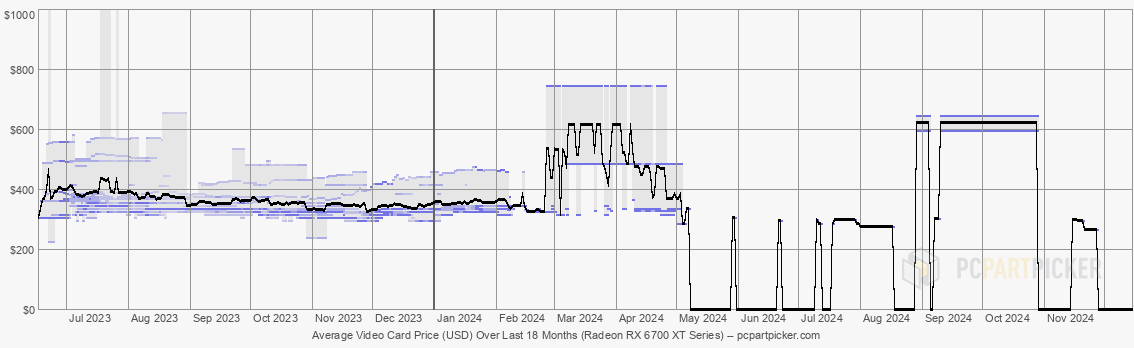 $1000
$800
$600
$400
$200
$0
Jul 2023 Aug 2023 Sep 2023 Oct 2023 Nov 2023 Dec 2023 Jan 2024 Feb 2024 Mar 2024 Apr 2024 May 2024 Jun 2024 Jul 2024 Aug 2024 Sep 2024 Oct 2024 Nov 2024
Average Video Card Price (USD) Over Last 18 Months (Radeon RX 6700 XT Series) -- pcpartpicker.com
PCPARTPICKER